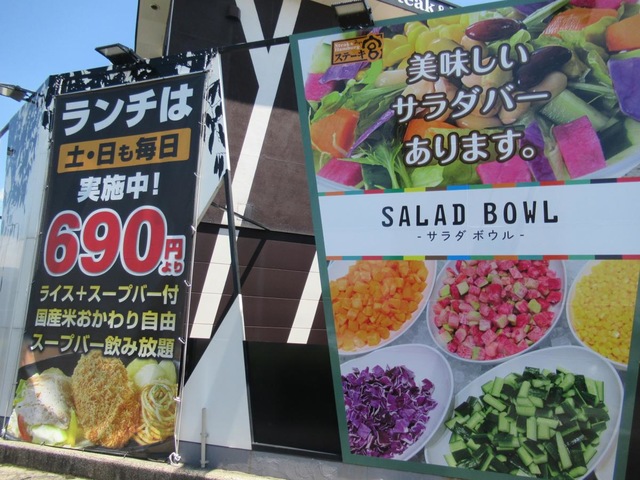 ランチは
土・日も毎日
実施中!
690円より
ライス+スープバー付
国産米おかわり自由
スープバー飲み放題
ステーキ宮
美味しい
サラダバー
あります。
SALAD BOWL
- サラダ ボウル -